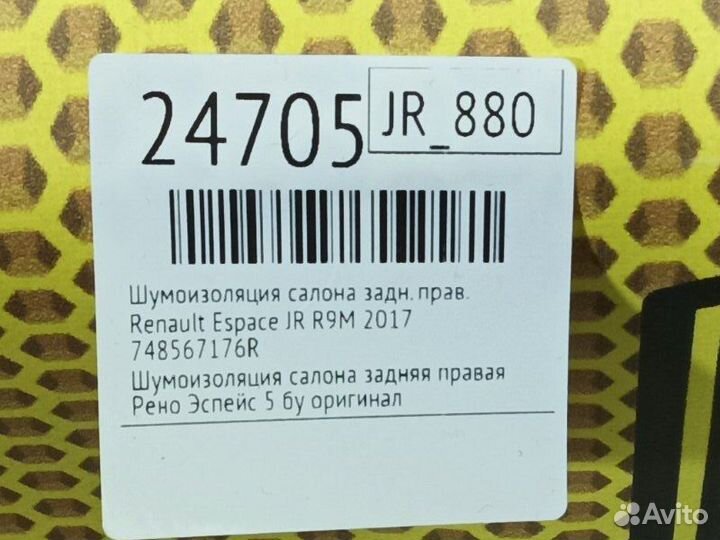 24705
JR_880
Шумоизоляция салона задн. прав.
Renault Espace JR R9M 2017
748567176R
Шумоизоляция салона задняя правая
Рено Эспейс 5 бу оригинал
Avito